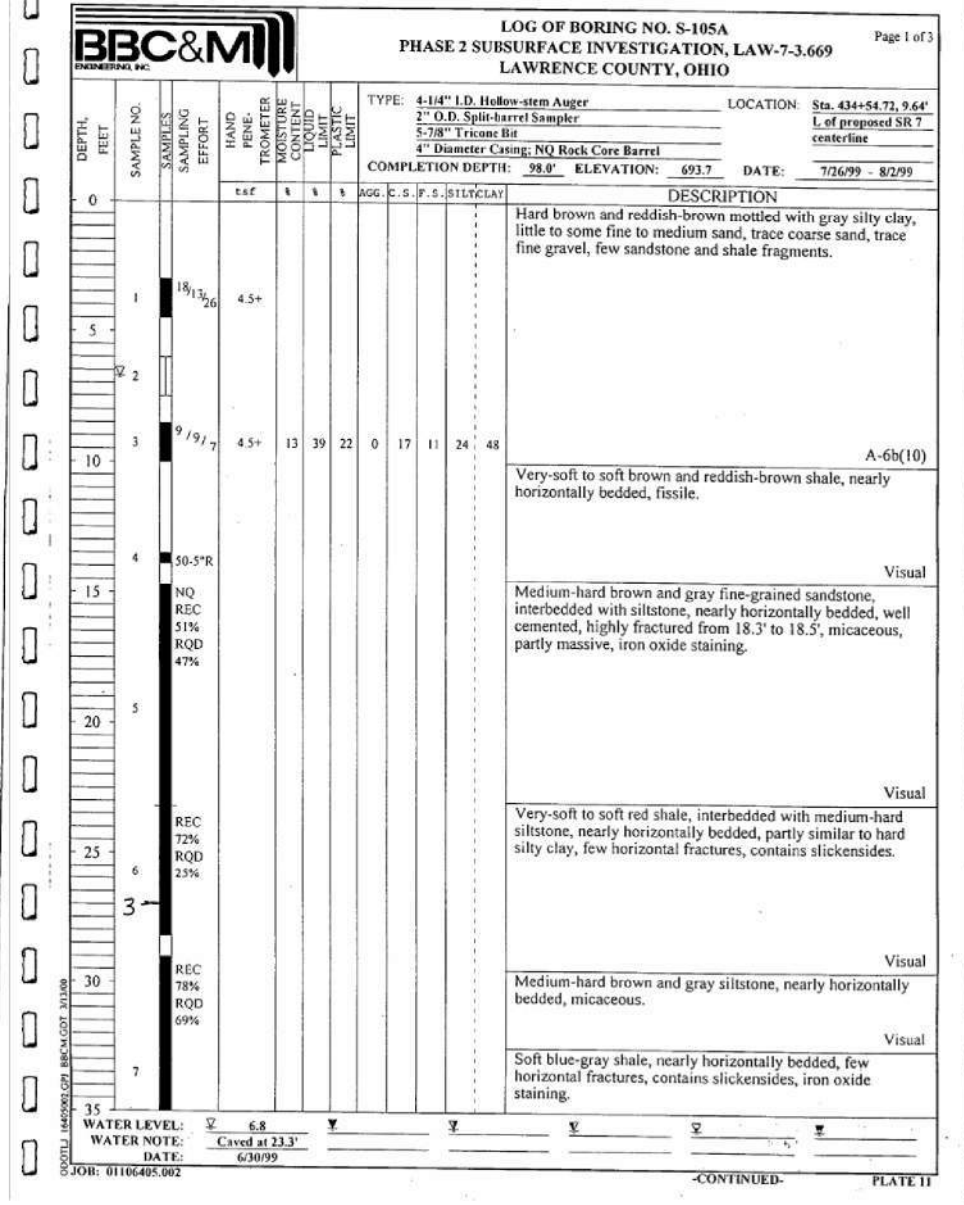 BBC&M
ENGINEERING, INC.
LOG OF BORING NO. S-105A
PHASE 2 SUBSURFACE INVESTIGATION, LAW-7-3.669
LAWRENCE COUNTY, OHIO
Page 1 of 3
DEPTH, FEET
SAMPLE NO.
SAMPLES
SAMPLING EFFORT
HAND PENE-TROMETER
MOISTURE CONTENT
LIQUID LIMIT
PLASTIC LIMIT
TYPE: 4-1/4" I.D. Hollow-stem Auger
2" O.D. Split-barrel Sampler
5-7/8" Tricone Bit
4" Diameter Casing; NQ Rock Core Barrel
LOCATION: Sta. 434+54.72, 9.64'
L of proposed SR 7
centerline
COMPLETION DEPTH: 98.0' ELEVATION: 693.7 DATE: 7/26/99 - 8/2/99
tsf % % % AGG. C.S. F.S. SILT CLAY DESCRIPTION
0
Hard brown and reddish-brown mottled with gray silty clay,
little to some fine to medium sand, trace coarse sand, trace
fine gravel, few sandstone and shale fragments.
1 18/13/26 4.5+
5
2
3 9/9/7 4.5+ 13 39 22 0 17 11 24 48
A-6b(10)
10
Very-soft to soft brown and reddish-brown shale, nearly
horizontally bedded, fissile.
4 50-5"R
Visual
15
NQ
REC
51%
RQD
47%
Medium-hard brown and gray fine-grained sandstone,
interbedded with siltstone, nearly horizontally bedded, well
cemented, highly fractured from 18.3' to 18.5', micaceous,
partly massive, iron oxide staining.
5
20
Visual
REC
72%
RQD
25%
Very-soft to soft red shale, interbedded with medium-hard
siltstone, nearly horizontally bedded, partly similar to hard
silty clay, few horizontal fractures, contains slickensides.
25
6
3
Visual
REC
78%
RQD
69%
30
Medium-hard brown and gray siltstone, nearly horizontally
bedded, micaceous.
Visual
Soft blue-gray shale, nearly horizontally bedded, few
horizontal fractures, contains slickensides, iron oxide
staining.
7
35
WATER LEVEL: 6.8
WATER NOTE: Caved at 23.3'
DATE: 6/30/99
JOB: 01106405.002
-CONTINUED-
PLATE 11
16405002.GPJ BBCM.GDT 3/13/00